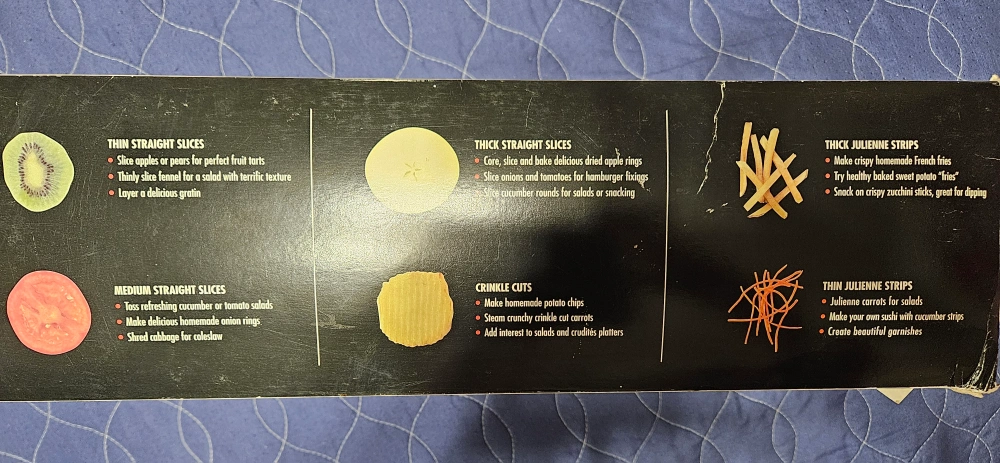 THIN STRAIGHT SLICES
• Slice apples or pears for perfect fruit tarts
• Thinly slice fennel for a salad with terrific texture
• Layer a delicious gratin
MEDIUM STRAIGHT SLICES
• Toss refreshing cucumber or tomato salads
• Make delicious homemade onion rings
• Shred cabbage for coleslaw
THICK STRAIGHT SLICES
• Core, slice and bake delicious dried apple rings
• Slice onions and tomatoes for hamburger fixings
• Slice cucumber rounds for salads or snacking
CRINKLE CUTS
• Make homemade potato chips
• Steam crunchy crinkle cut carrots
• Add interest to salads and crudités platters
THICK JULIENNE STRIPS
• Make crispy homemade French fries
• Try healthy baked sweet potato "fries"
• Snack on crispy zucchini sticks, great for dipping
THIN JULIENNE STRIPS
• Julienne carrots for salads
• Make your own sushi with cucumber strips
• Create beautiful garnishes